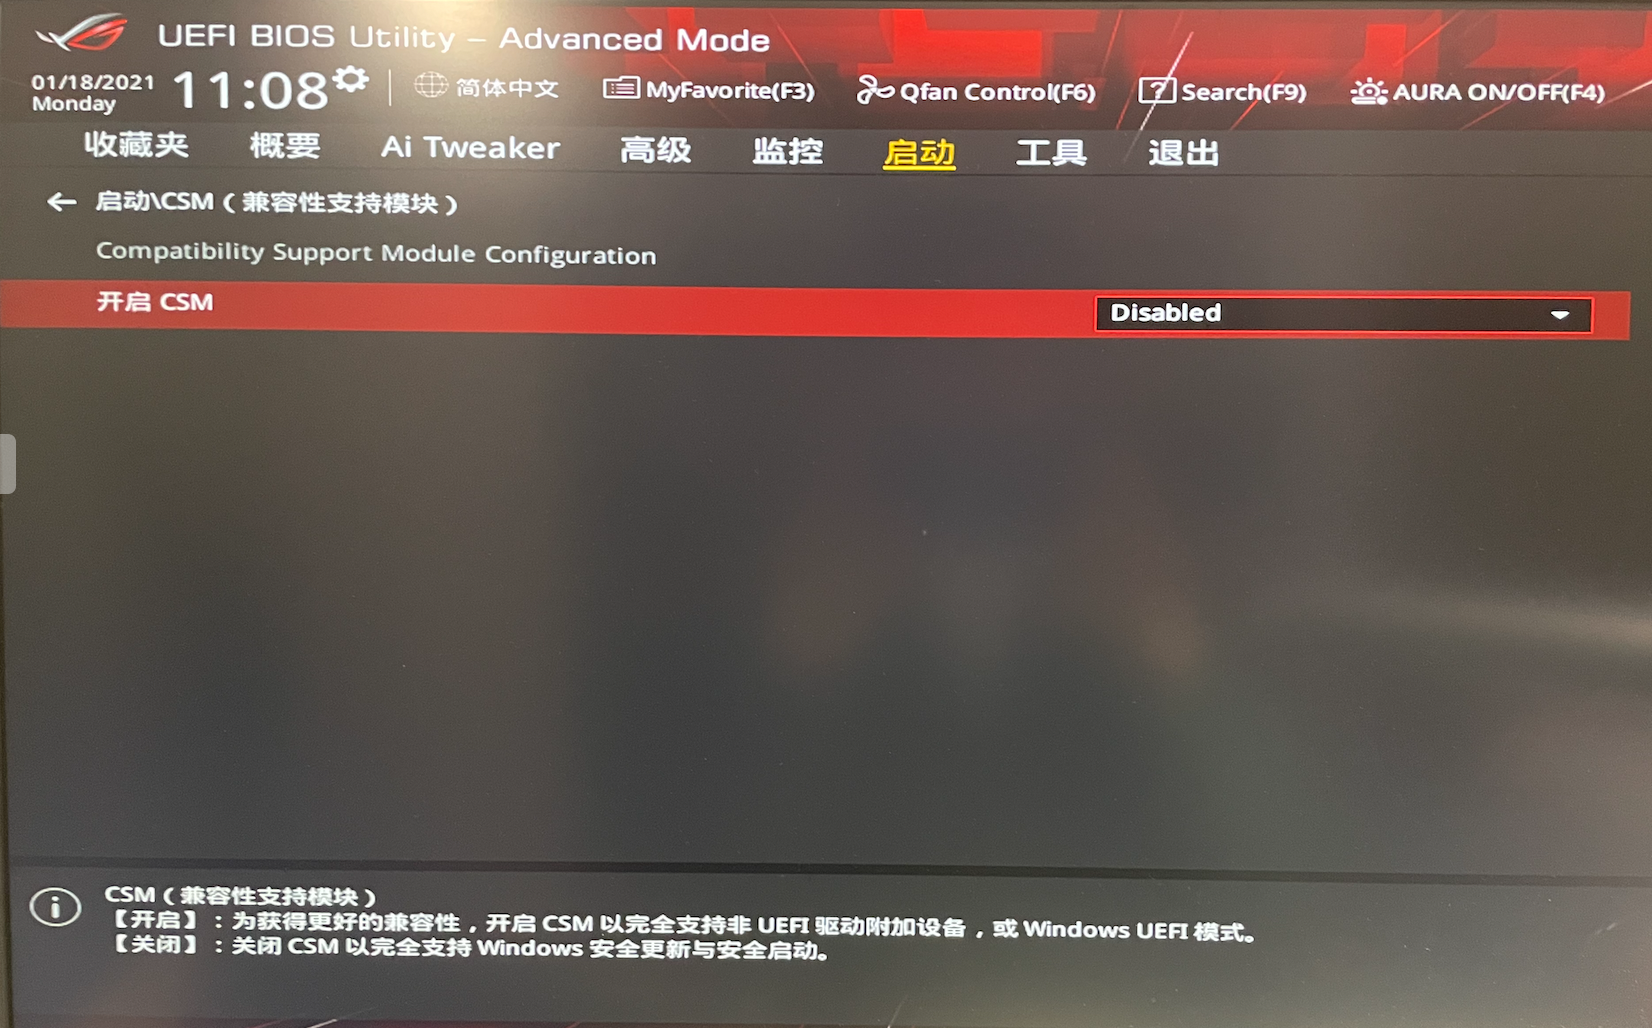 UEFI BIOS Utility – Advanced Mode
01/18/2021
Monday
11:08
简体中文
MyFavorite(F3)
Qfan Control(F6)
Search(F9)
AURA ON/OFF(F4)
收藏夹 概要 Ai Tweaker 高级 监控 启动 工具 退出
启动\CSM（兼容性支持模块）
Compatibility Support Module Configuration
开启 CSM
Disabled
CSM（兼容性支持模块）
【开启】：为获得更好的兼容性，开启 CSM 以完全支持非 UEFI 驱动附加设备，或 Windows UEFI 模式。
【关闭】：关闭 CSM 以完全支持 Windows 安全更新与安全启动。